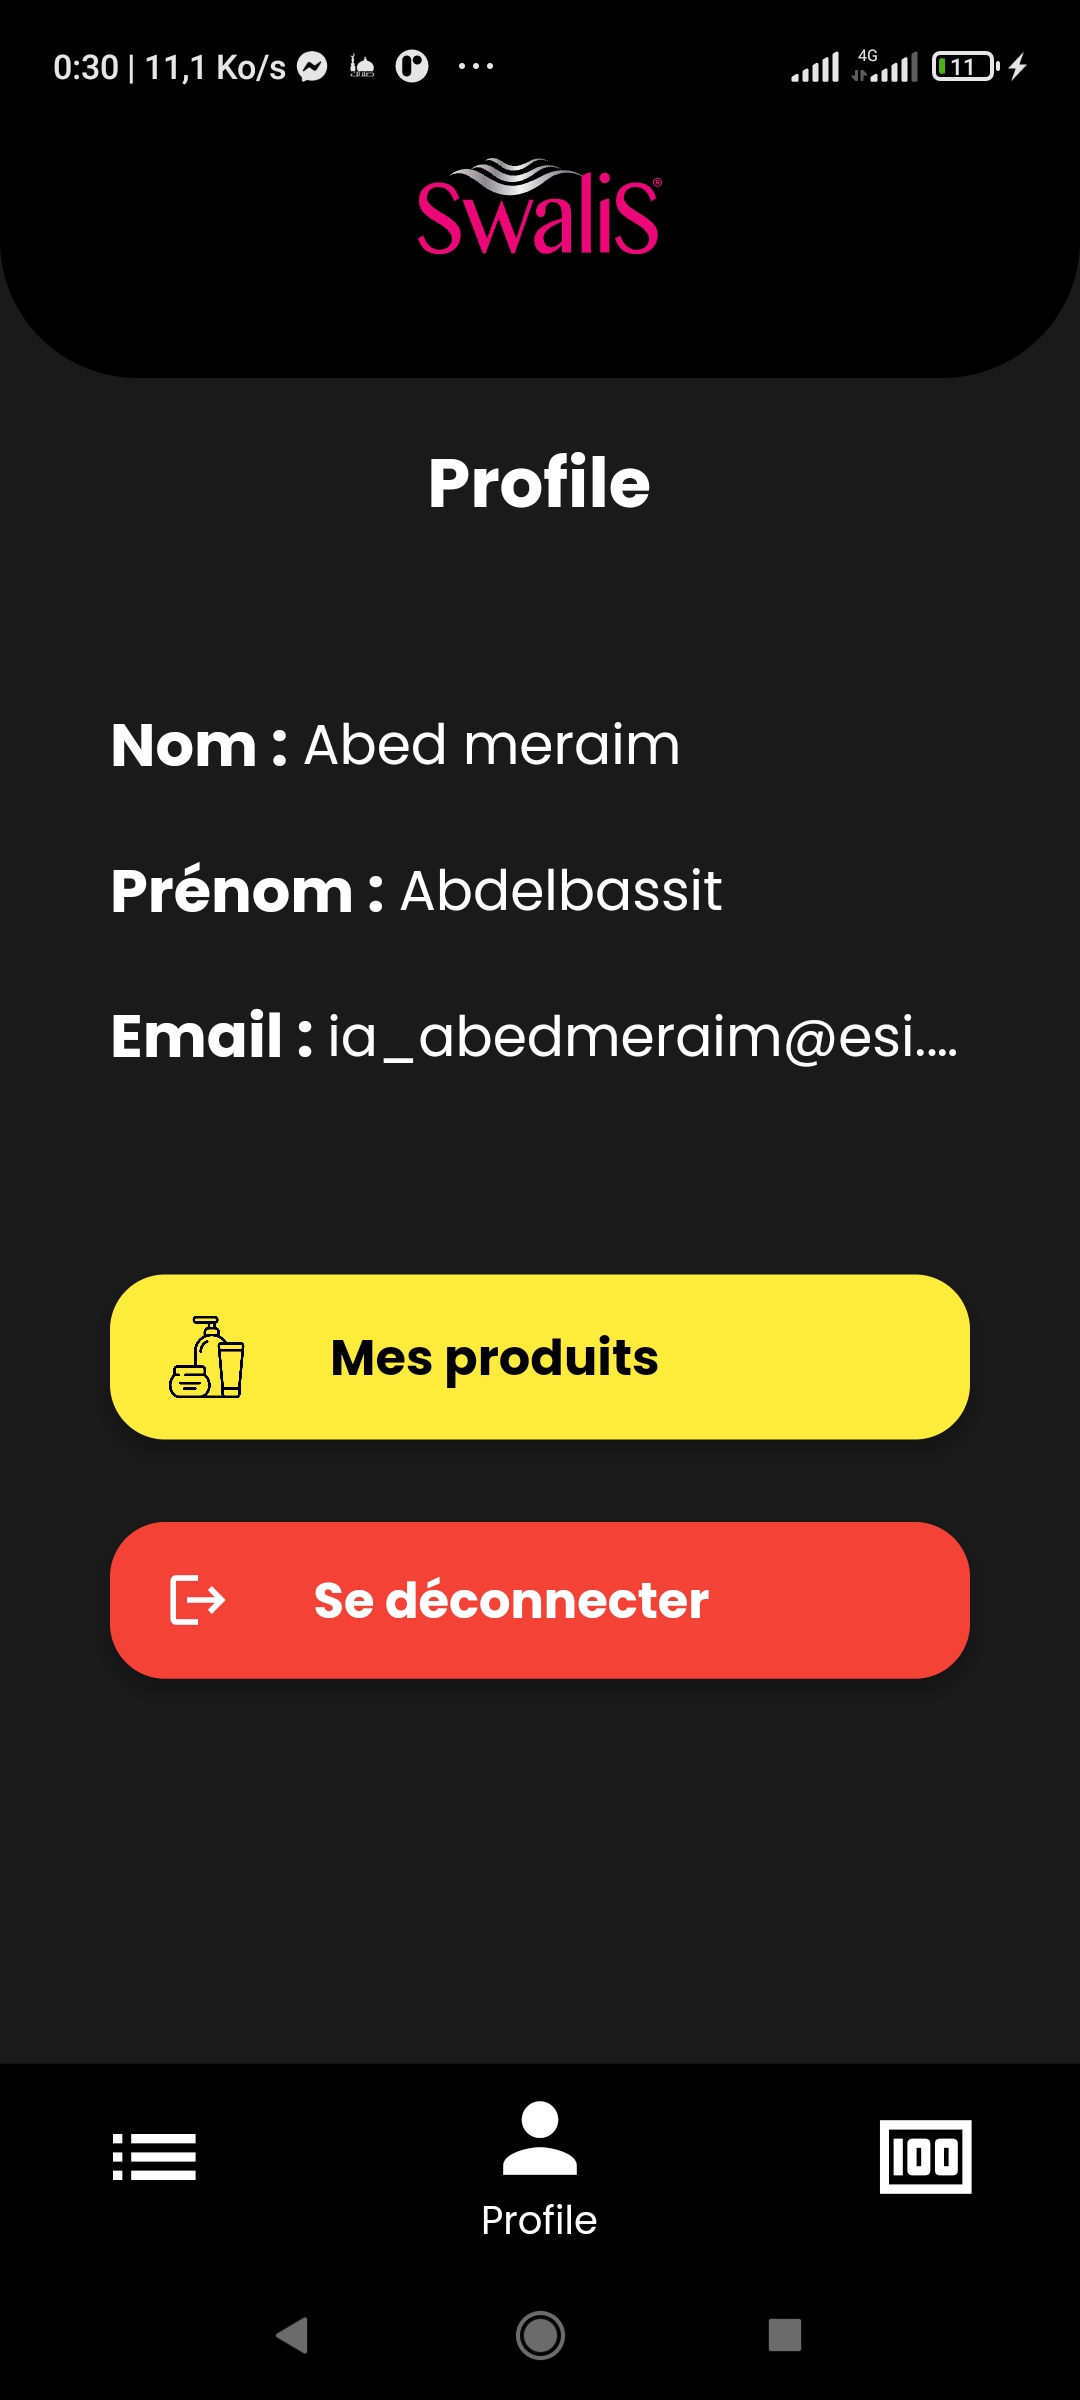 0:30 | 11,1 Ko/s
4G
11
SwaliS®
Profile
Nom : Abed meraim
Prénom : Abdelbassit
Email : ia_abedmeraim@esi....
Mes produits
Se déconnecter
100
Profile